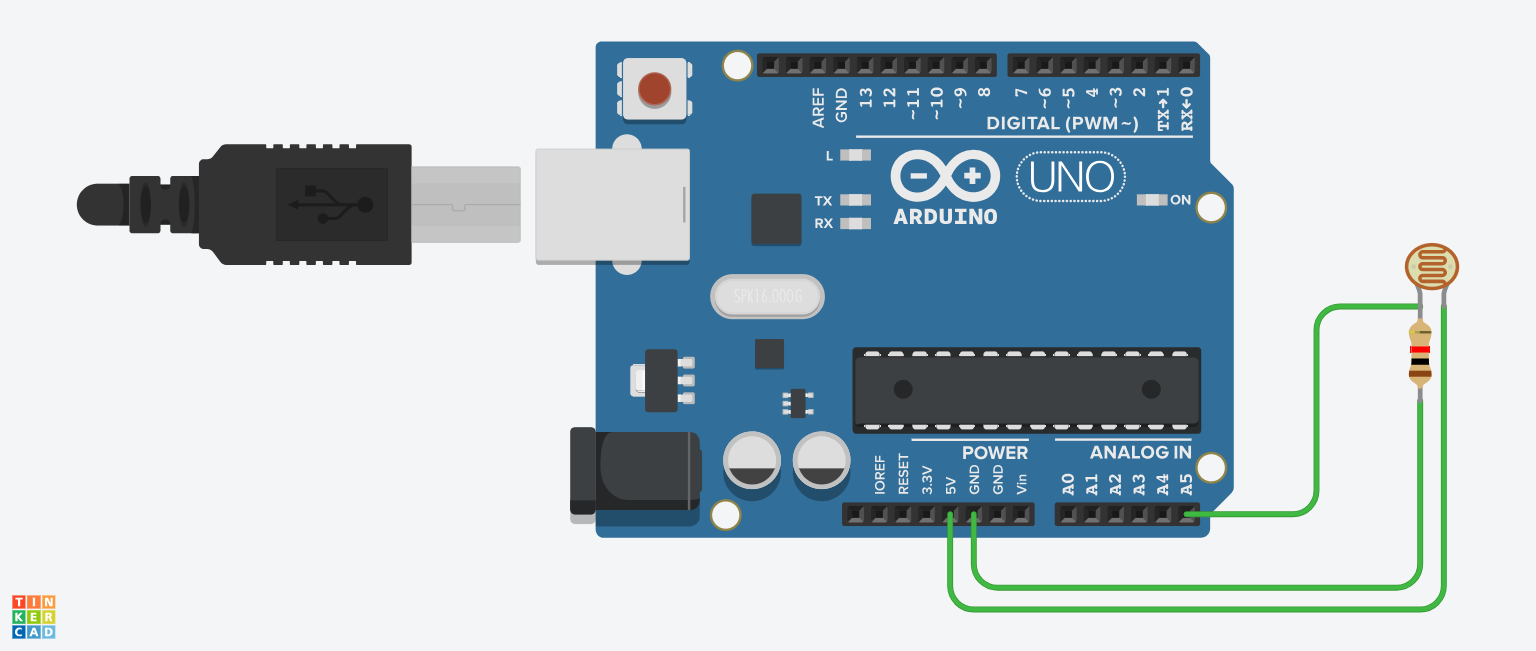 AREF
GND
13
12
~11
~10
~9
8
7
~6
~5
4
~3
2
TX→1
RX←0
DIGITAL (PWM~)
L
TX
RX
ARDUINO
UNO
ON
SPK16.000G
POWER
ANALOG IN
IOREF
RESET
3.3V
5V
GND
GND
Vin
A0
A1
A2
A3
A4
A5
TIN
KER
CAD